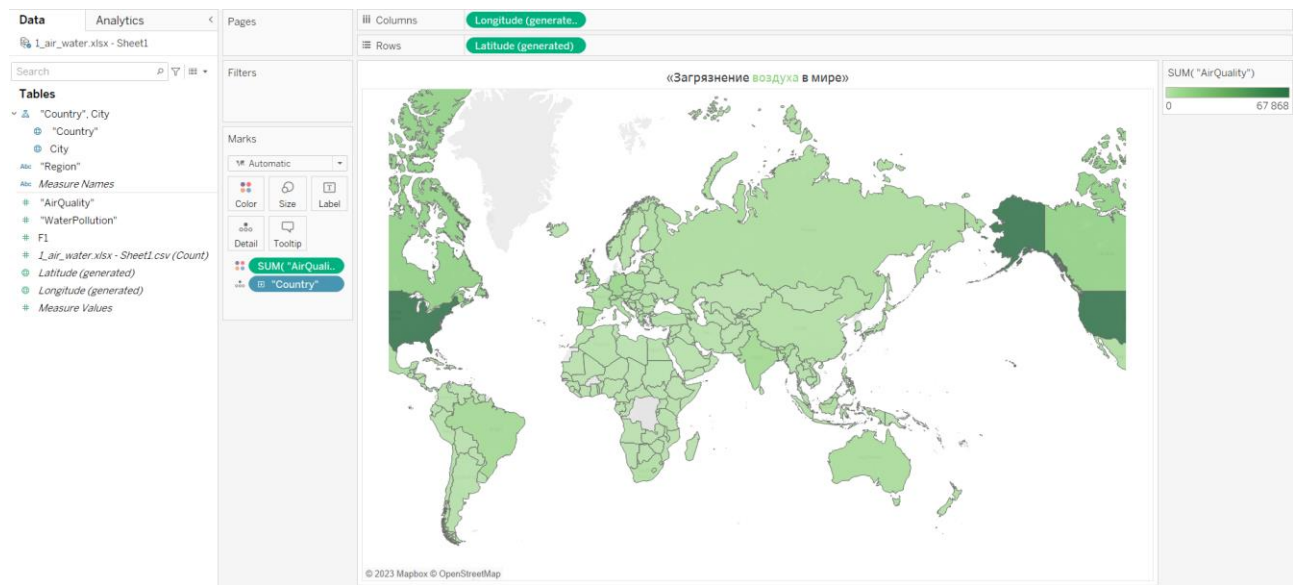 Data
Analytics
1_air_water.xlsx - Sheet1
Search
Tables
"Country", City
"Country"
City
Abc "Region"
Abc Measure Names
# "AirQuality"
# "WaterPollution"
# F1
# 1_air_water.xlsx - Sheet1.csv (Count)
Latitude (generated)
Longitude (generated)
# Measure Values
Pages
Filters
Marks
Automatic
Color
Size
Label
Detail
Tooltip
SUM( "AirQuali..
"Country"
Columns
Longitude (generate..
Rows
Latitude (generated)
«Загрязнение воздуха в мире»
© 2023 Mapbox © OpenStreetMap
SUM( "AirQuality")
0
67 868